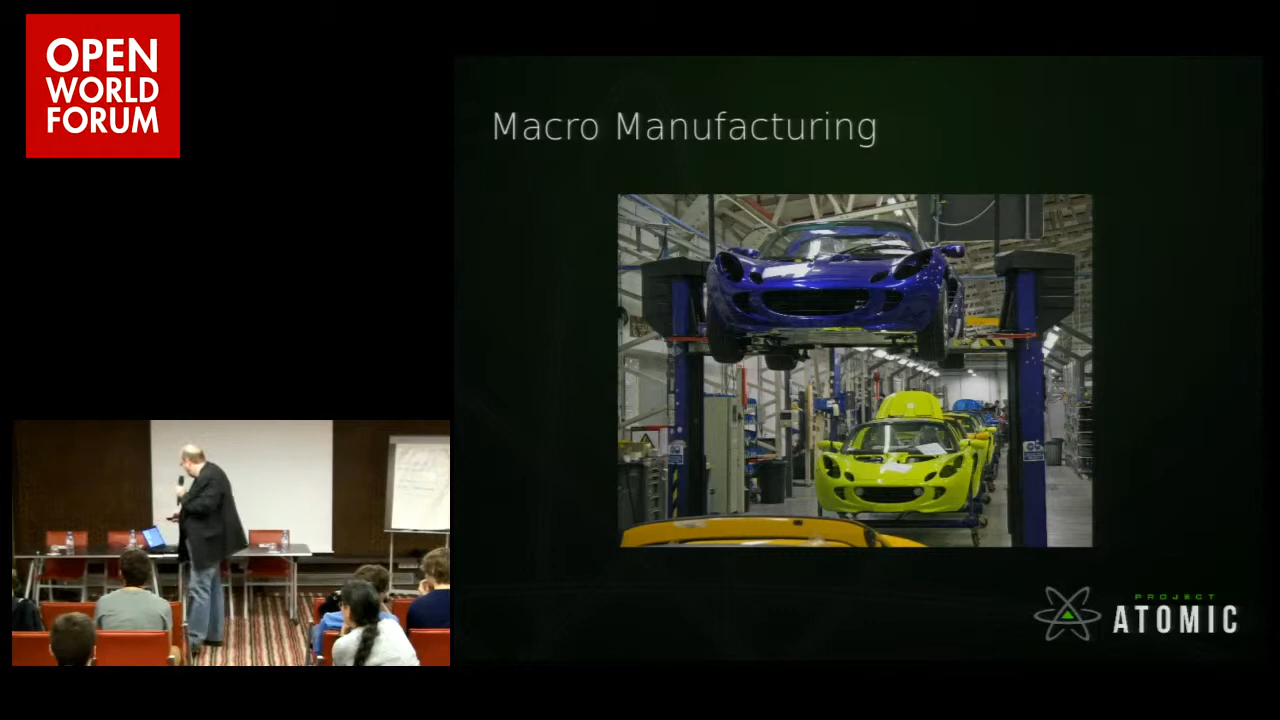 OPEN
WORLD
FORUM
Macro Manufacturing
PROJECT
ATOMIC